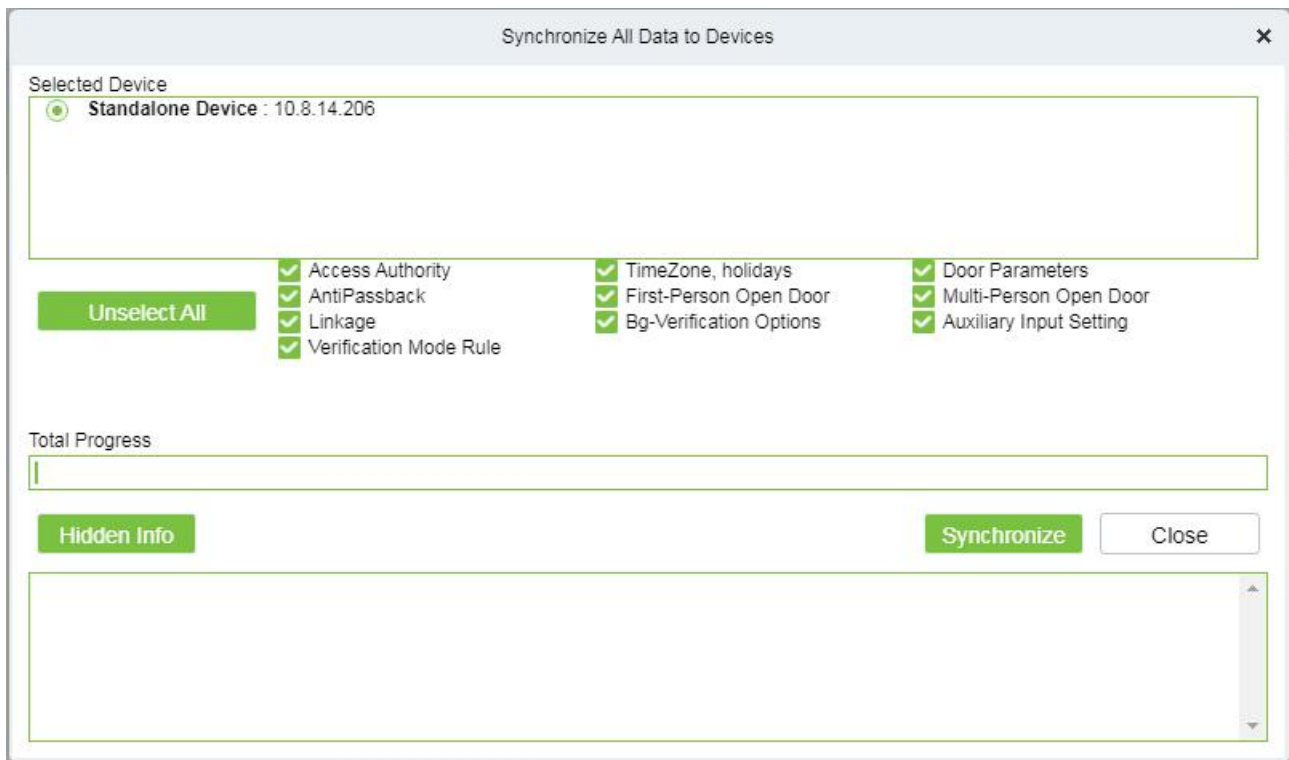 Synchronize All Data to Devices
Selected Device
Standalone Device : 10.8.14.206
Access Authority TimeZone, holidays Door Parameters
AntiPassback First-Person Open Door Multi-Person Open Door
Unselect All
Linkage Bg-Verification Options Auxiliary Input Setting
Verification Mode Rule
Total Progress
Hidden Info Synchronize Close